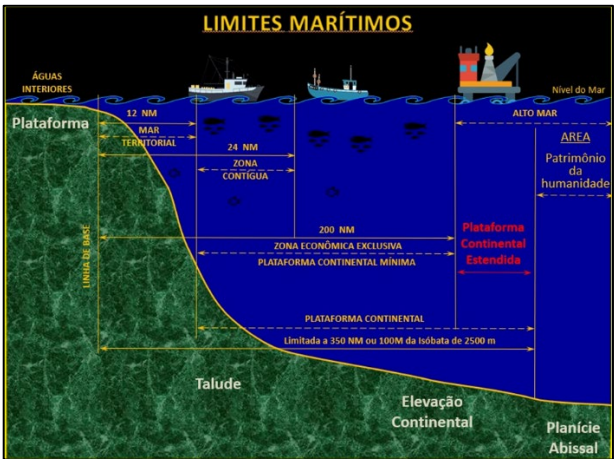 LIMITES MARÍTIMOS
ÁGUAS
INTERIORES
Nível do Mar
Plataforma
12 NM
MAR
TERRITORIAL
24 NM
ZONA
CONTÍGUA
ALTO MAR
AREA
Patrimônio
da
humanidade
LINHA DE BASE
200 NM
ZONA ECONÔMICA EXCLUSIVA
PLATAFORMA CONTINENTAL MÍNIMA
Plataforma
Continental
Estendida
PLATAFORMA CONTINENTAL
Limitada a 350 NM ou 100M da Isóbata de 2500 m
Talude
Elevação
Continental
Planície
Abissal